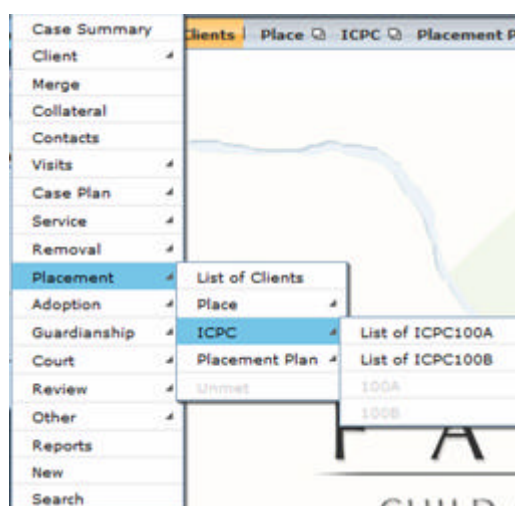 Case Summary
Clients Place ICPC Placement P
Client
Merge
Collateral
Contacts
Visits
Case Plan
Service
Removal
Placement
List of Clients
Adoption
Place
Guardianship
ICPC
List of ICPC100A
Court
Placement Plan
List of ICPC100B
Review
Unmet
100A
Other
100B
Reports
New
Search